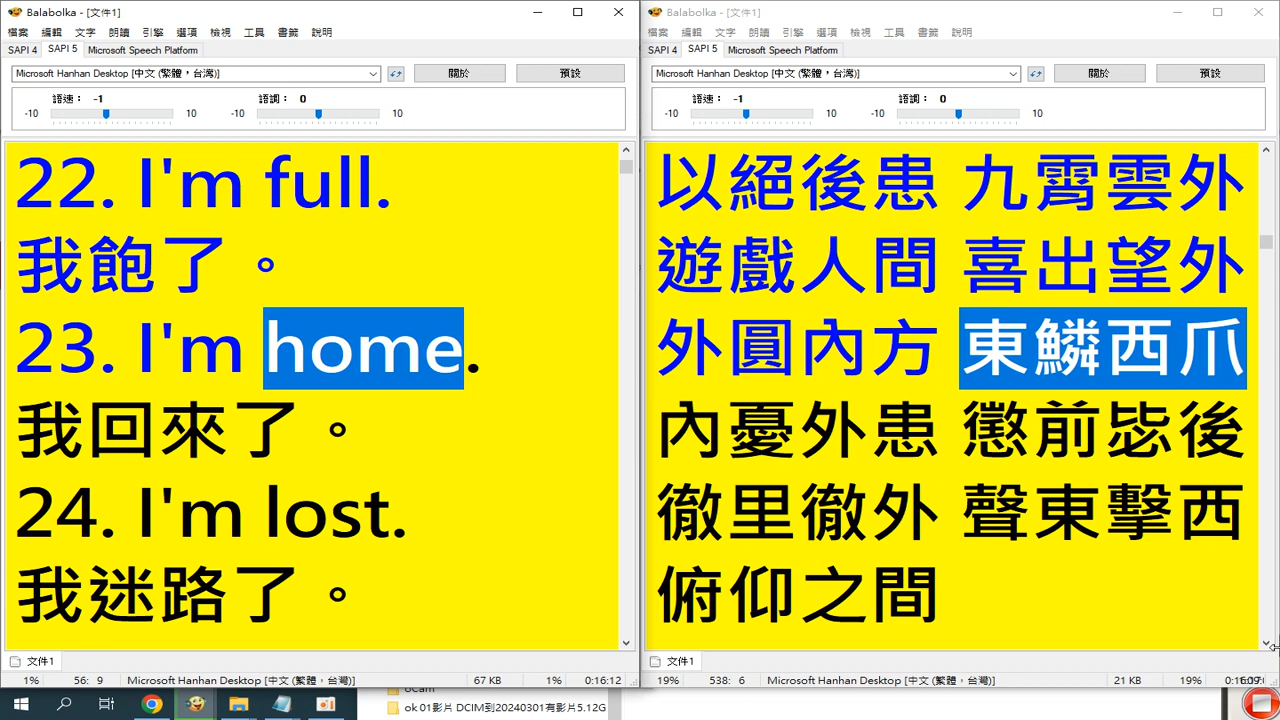 Balabolka - [文件1]
檔案 編輯 文字 朗讀 引擎 選項 檢視 工具 書籤 說明
SAPI 4 SAPI 5 Microsoft Speech Platform
Microsoft Hanhan Desktop [中文 (繁體，台灣)] 關於 預設
語速： -1 語調： 0
-10 10 -10 10
22. I'm full.
我飽了。
23. I'm home.
我回來了。
24. I'm lost.
我迷路了。
文件1
1% 56: 9 Microsoft Hanhan Desktop [中文 (繁體，台灣)] 67 KB 1% 0:16:12
Balabolka - [文件1]
檔案 編輯 文字 朗讀 引擎 選項 檢視 工具 書籤 說明
SAPI 4 SAPI 5 Microsoft Speech Platform
Microsoft Hanhan Desktop [中文 (繁體，台灣)] 關於 預設
語速： -1 語調： 0
-10 10 -10 10
以絕後患 九霄雲外
遊戲人間 喜出望外
外圓內方 東鱗西爪
內憂外患 懲前毖後
徹里徹外 聲東擊西
俯仰之間
文件1
19% 538: 6 Microsoft Hanhan Desktop [中文 (繁體，台灣)] 21 KB 19%
oCam
ok 01影片 DCIM到20240301有影片5.12G